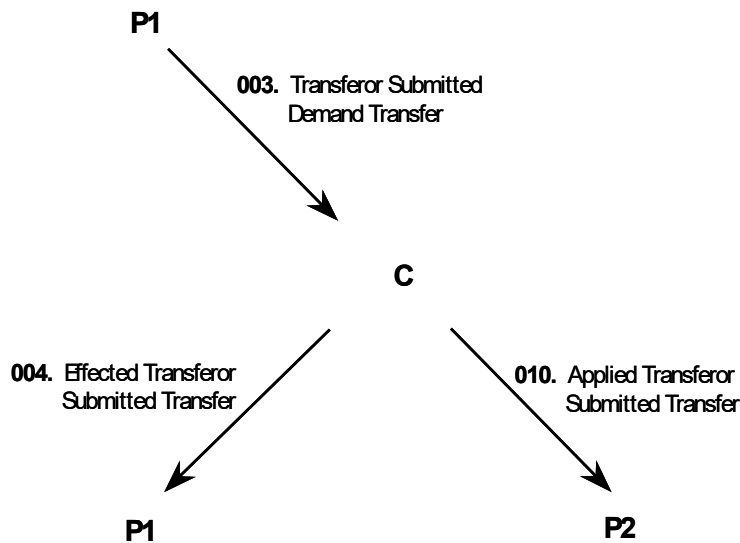 P1
003. Transferor Submitted
Demand Transfer
C
004. Effected Transferor
Submitted Transfer
010. Applied Transferor
Submitted Transfer
P1
P2